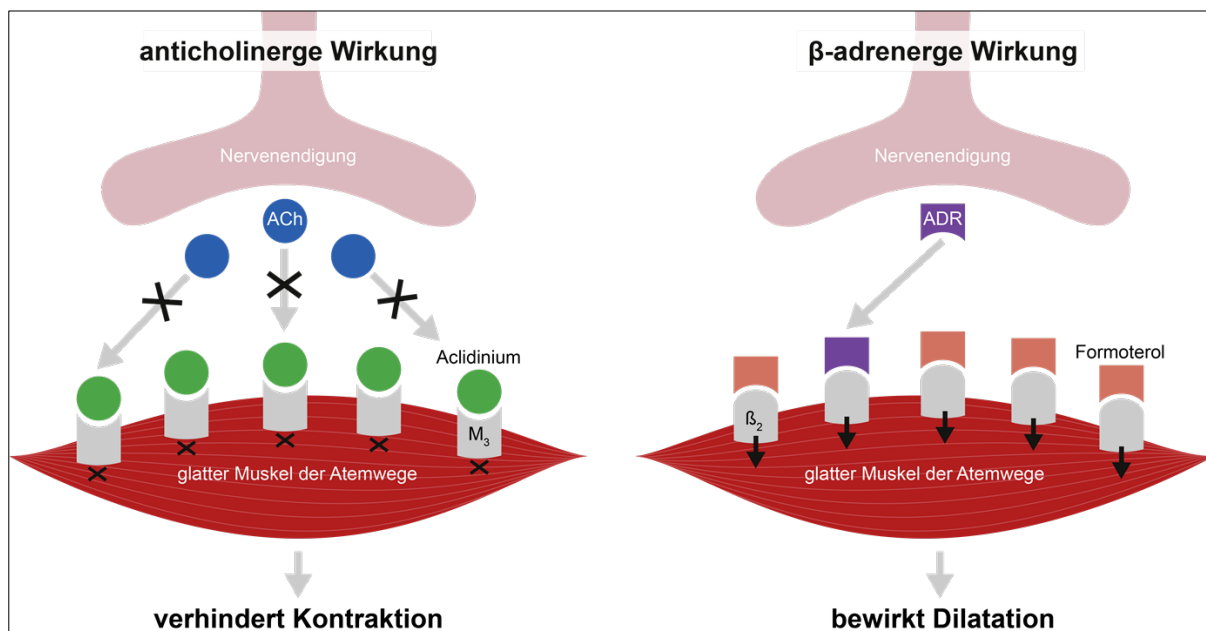 anticholinerge Wirkung
Nervenendigung
ACh
Aclidinium
M3
glatter Muskel der Atemwege
verhindert Kontraktion
ß-adrenerge Wirkung
Nervenendigung
ADR
Formoterol
ß2
glatter Muskel der Atemwege
bewirkt Dilatation